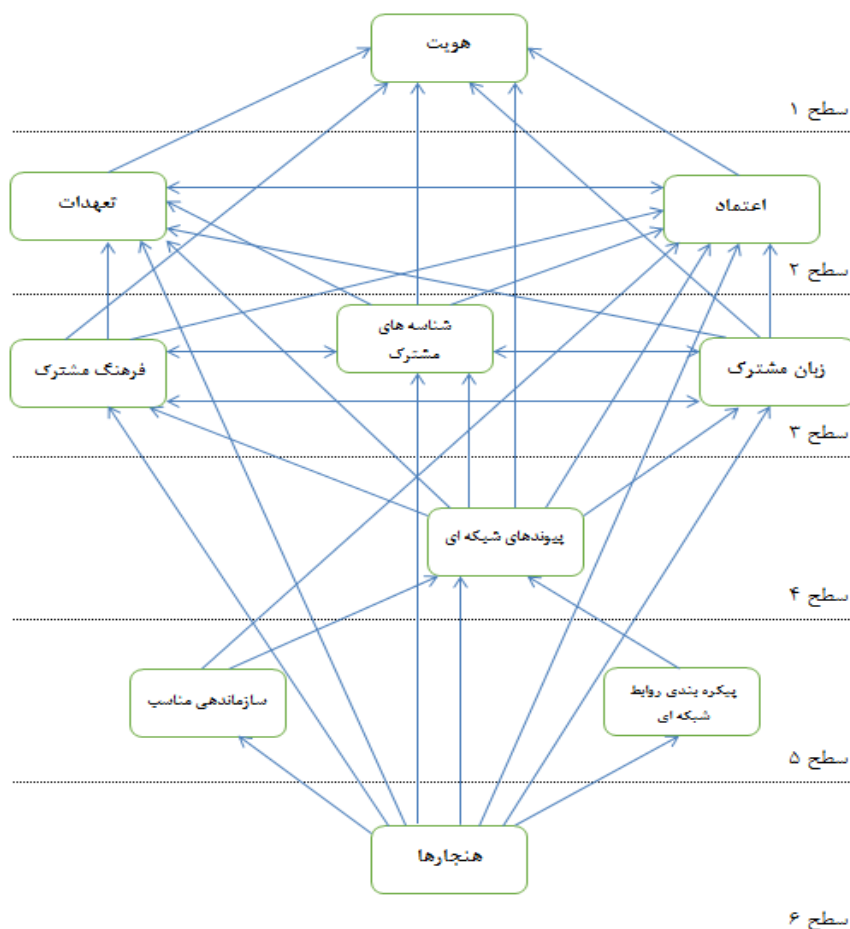 هویت
سطح ۱
تعهدات
اعتماد
سطح ۲
شناسه های
مشترک
فرهنگ مشترک
زبان مشترک
سطح ۳
پیوندهای شبکه ای
سطح ۴
سازماندهی مناسب
پیکره بندی روابط
شبکه ای
سطح ۵
هنجارها
سطح ۶